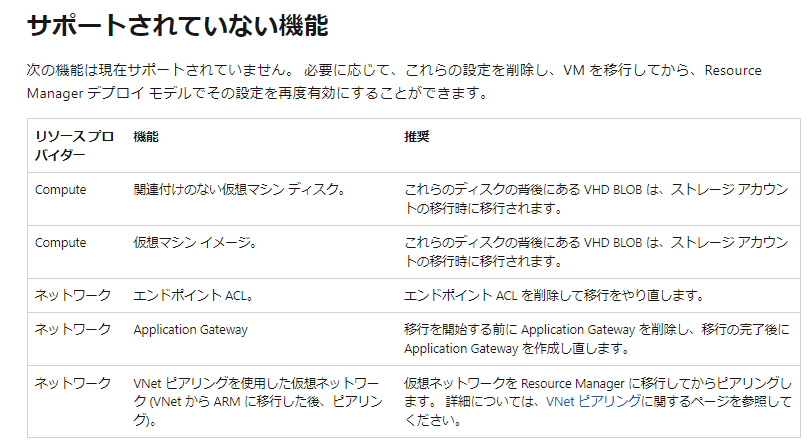 サポートされていない機能
次の機能は現在サポートされていません。 必要に応じて、これらの設定を削除し、VM を移行してから、Resource
Manager デプロイ モデルでその設定を再度有効にすることができます。
リソース プロ
バイダー
機能
推奨
Compute
関連付けのない仮想マシン ディスク。
これらのディスクの背後にある VHD BLOB は、ストレージ アカウン
トの移行時に移行されます。
Compute
仮想マシン イメージ。
これらのディスクの背後にある VHD BLOB は、ストレージ アカウン
トの移行時に移行されます。
ネットワーク
エンドポイント ACL。
エンドポイント ACL を削除して移行をやり直します。
ネットワーク
Application Gateway
移行を開始する前に Application Gateway を削除し、移行の完了後に
Application Gateway を作成し直します。
ネットワーク
VNet ピアリングを使用した仮想ネットワー
ク (VNet から ARM に移行した後、ピアリン
グ)。
仮想ネットワークを Resource Manager に移行してからピアリングし
ます。 詳細については、VNet ピアリングに関するページを参照して
ください。